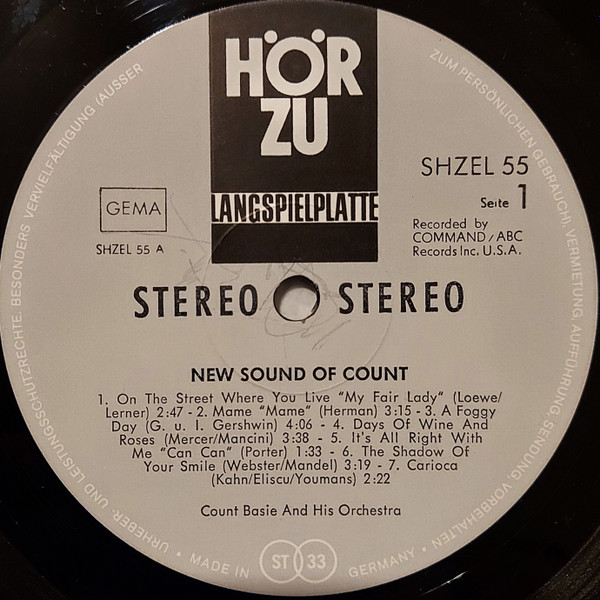 HÖR
ZU
LANGSPIELPLATTE
GEMA
SHZEL 55 A
SHZEL 55
Seite 1
Recorded by
COMMAND/ABC
Records Inc. U.S.A.
STEREO STEREO
NEW SOUND OF COUNT
1. On The Street Where You Live "My Fair Lady" (Loewe/
Lerner) 2:47 - 2. Mame "Mame" (Herman) 3:15 - 3. A Foggy
Day (G. u. I. Gershwin) 4:06 - 4. Days Of Wine And
Roses (Mercer/Mancini) 3:38 - 5. It's All Right With
Me "Can Can" (Porter) 1:33 - 6. The Shadow Of
Your Smile (Webster/Mandel) 3:19 - 7. Carioca
(Kahn/Eliscu/Youmans) 2:22
Count Basie And His Orchestra
URHEBER- UND LEISTUNGSSCHUTZRECHTE, BESONDERS VERVIELFÄLTIGUNG (AUSSER
ZUM PERSÖNLICHEN GEBRAUCH), VERMIETUNG, AUFFÜHRUNG, SENDUNG, VORBEHALTEN
• MADE IN ST 33 GERMANY •